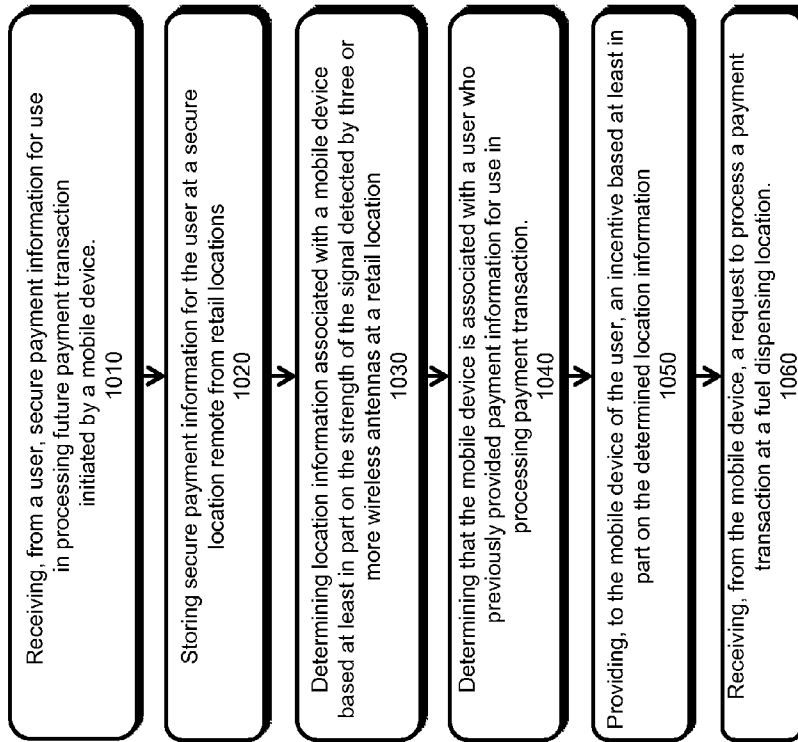 Receiving, from a user, secure payment information for use
in processing future payment transaction
initiated by a mobile device.
1010
Storing secure payment information for the user at a secure
location remote from retail locations
1020
Determining location information associated with a mobile device
based at least in part on the strength of the signal detected by three or
more wireless antennas at a retail location
1030
Determining that the mobile device is associated with a user who
previously provided payment information for use in
processing payment transaction.
1040
Providing, to the mobile device of the user, an incentive based at least in
part on the determined location information
1050
Receiving, from the mobile device, a request to process a payment
transaction at a fuel dispensing location.
1060